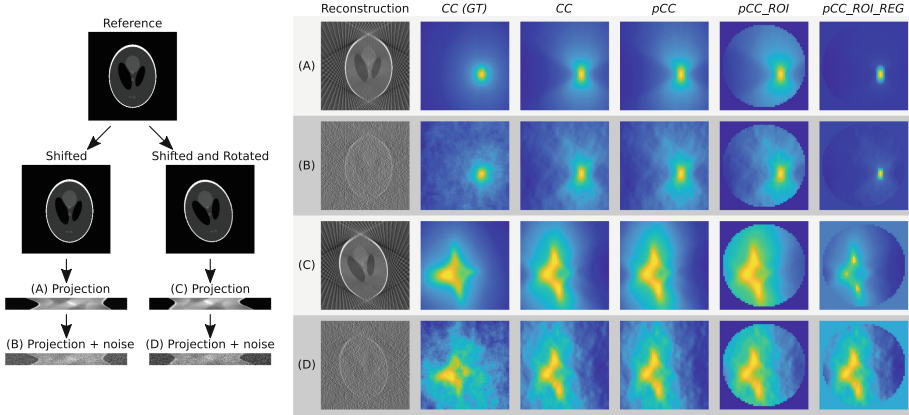 Reference
Shifted
Shifted and Rotated
(A) Projection
(C) Projection
(B) Projection + noise
(D) Projection + noise
Reconstruction CC (GT) CC pCC pCC_ROI pCC_ROI_REG
(A)
(B)
(C)
(D)